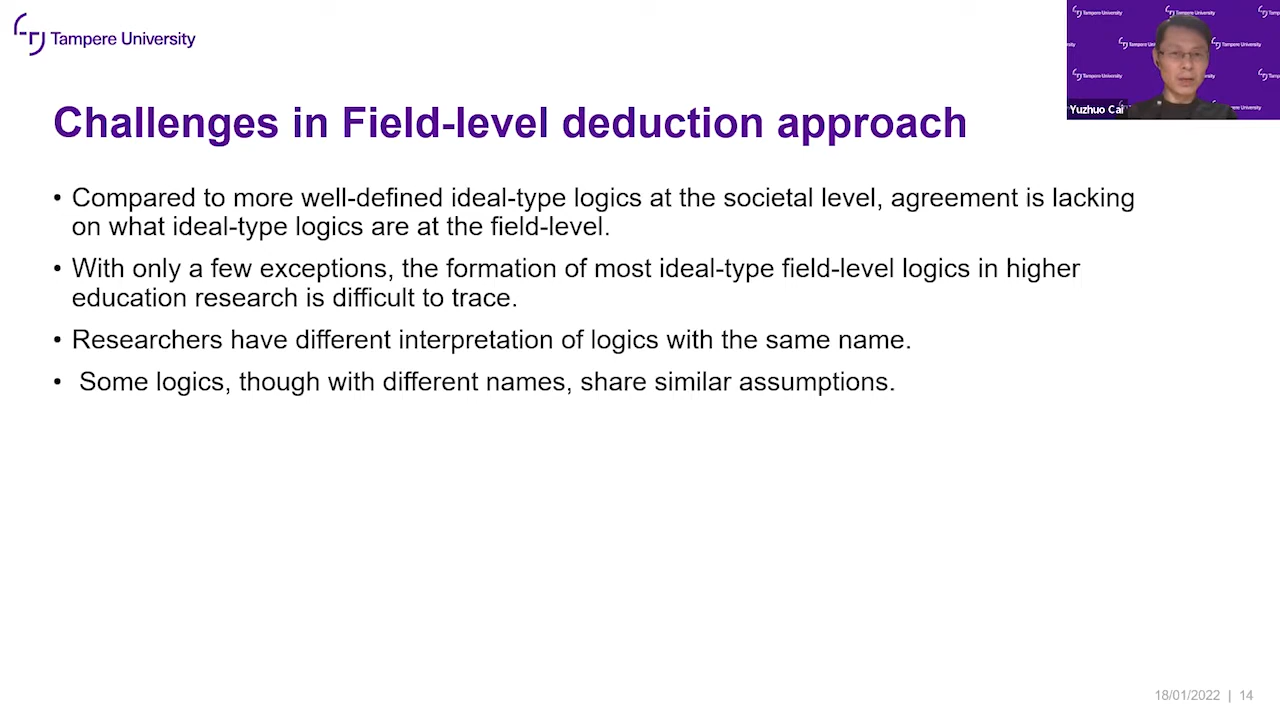 Tampere University
Yuzhuo Cai
Challenges in Field-level deduction approach
• Compared to more well-defined ideal-type logics at the societal level, agreement is lacking
on what ideal-type logics are at the field-level.
• With only a few exceptions, the formation of most ideal-type field-level logics in higher
education research is difficult to trace.
• Researchers have different interpretation of logics with the same name.
• Some logics, though with different names, share similar assumptions.
18/01/2022 | 14